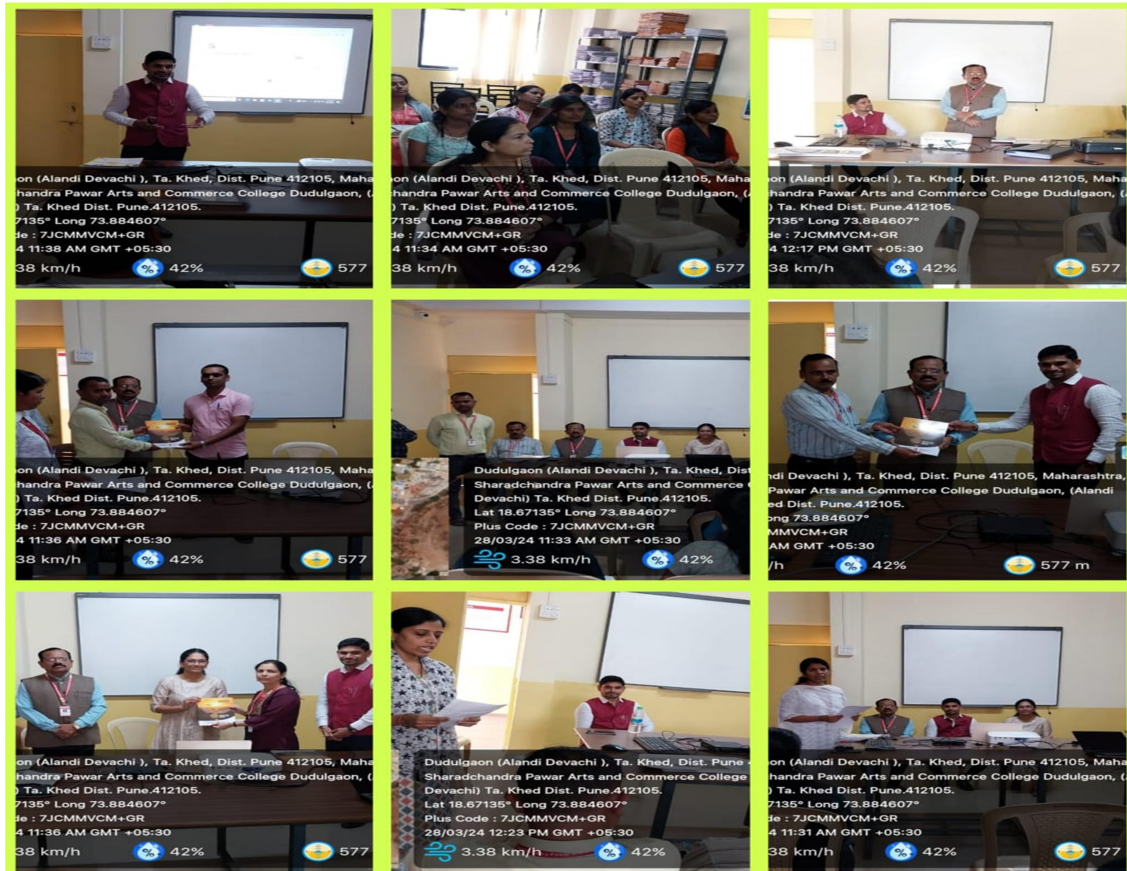 on (Alandi Devachi ), Ta. Khed, Dist. Pune 412105, Maha
handra Pawar Arts and Commerce College Dudulgaon, (
) Ta. Khed Dist. Pune.412105.
7135° Long 73.884607°
de : 7JCMMVCM+GR
4 11:38 AM GMT +05:30
38 km/h 42% 577
on (Alandi Devachi ), Ta. Khed, Dist. Pune 412105, Maha
handra Pawar Arts and Commerce College Dudulgaon, (
) Ta. Khed Dist. Pune.412105.
7135° Long 73.884607°
de : 7JCMMVCM+GR
4 11:34 AM GMT +05:30
38 km/h 42% 577
on (Alandi Devachi ), Ta. Khed, Dist. Pune 412105, Maha
handra Pawar Arts and Commerce College Dudulgaon, (
) Ta. Khed Dist. Pune.412105.
7135° Long 73.884607°
de : 7JCMMVCM+GR
4 12:17 PM GMT +05:30
38 km/h 42% 577
on (Alandi Devachi ), Ta. Khed, Dist. Pune 412105, Maha
handra Pawar Arts and Commerce College Dudulgaon, (
) Ta. Khed Dist. Pune.412105.
7135° Long 73.884607°
de : 7JCMMVCM+GR
4 11:36 AM GMT +05:30
38 km/h 42% 577
Dudulgaon (Alandi Devachi ), Ta. Khed, Dist
Sharadchandra Pawar Arts and Commerce
Devachi) Ta. Khed Dist. Pune.412105.
Lat 18.67135° Long 73.884607°
Plus Code : 7JCMMVCM+GR
28/03/24 11:33 AM GMT +05:30
3.38 km/h 42%
ndi Devachi ), Ta. Khed, Dist. Pune 412105, Maharashtra,
Pawar Arts and Commerce College Dudulgaon, (Alandi
ed Dist. Pune.412105.
ong 73.884607°
MMVCM+GR
AM GMT +05:30
/h 42% 577 m
on (Alandi Devachi ), Ta. Khed, Dist. Pune 412105, Maha
handra Pawar Arts and Commerce College Dudulgaon, (
) Ta. Khed Dist. Pune.412105.
7135° Long 73.884607°
de : 7JCMMVCM+GR
4 11:36 AM GMT +05:30
38 km/h 42% 577
Dudulgaon (Alandi Devachi ), Ta. Khed, Dist. Pune
Sharadchandra Pawar Arts and Commerce College
Devachi) Ta. Khed Dist. Pune.412105.
Lat 18.67135° Long 73.884607°
Plus Code : 7JCMMVCM+GR
28/03/24 12:23 PM GMT +05:30
3.38 km/h 42%
on (Alandi Devachi ), Ta. Khed, Dist. Pune 412105, Maha
handra Pawar Arts and Commerce College Dudulgaon, (
) Ta. Khed Dist. Pune.412105.
7135° Long 73.884607°
de : 7JCMMVCM+GR
4 11:31 AM GMT +05:30
38 km/h 42% 577